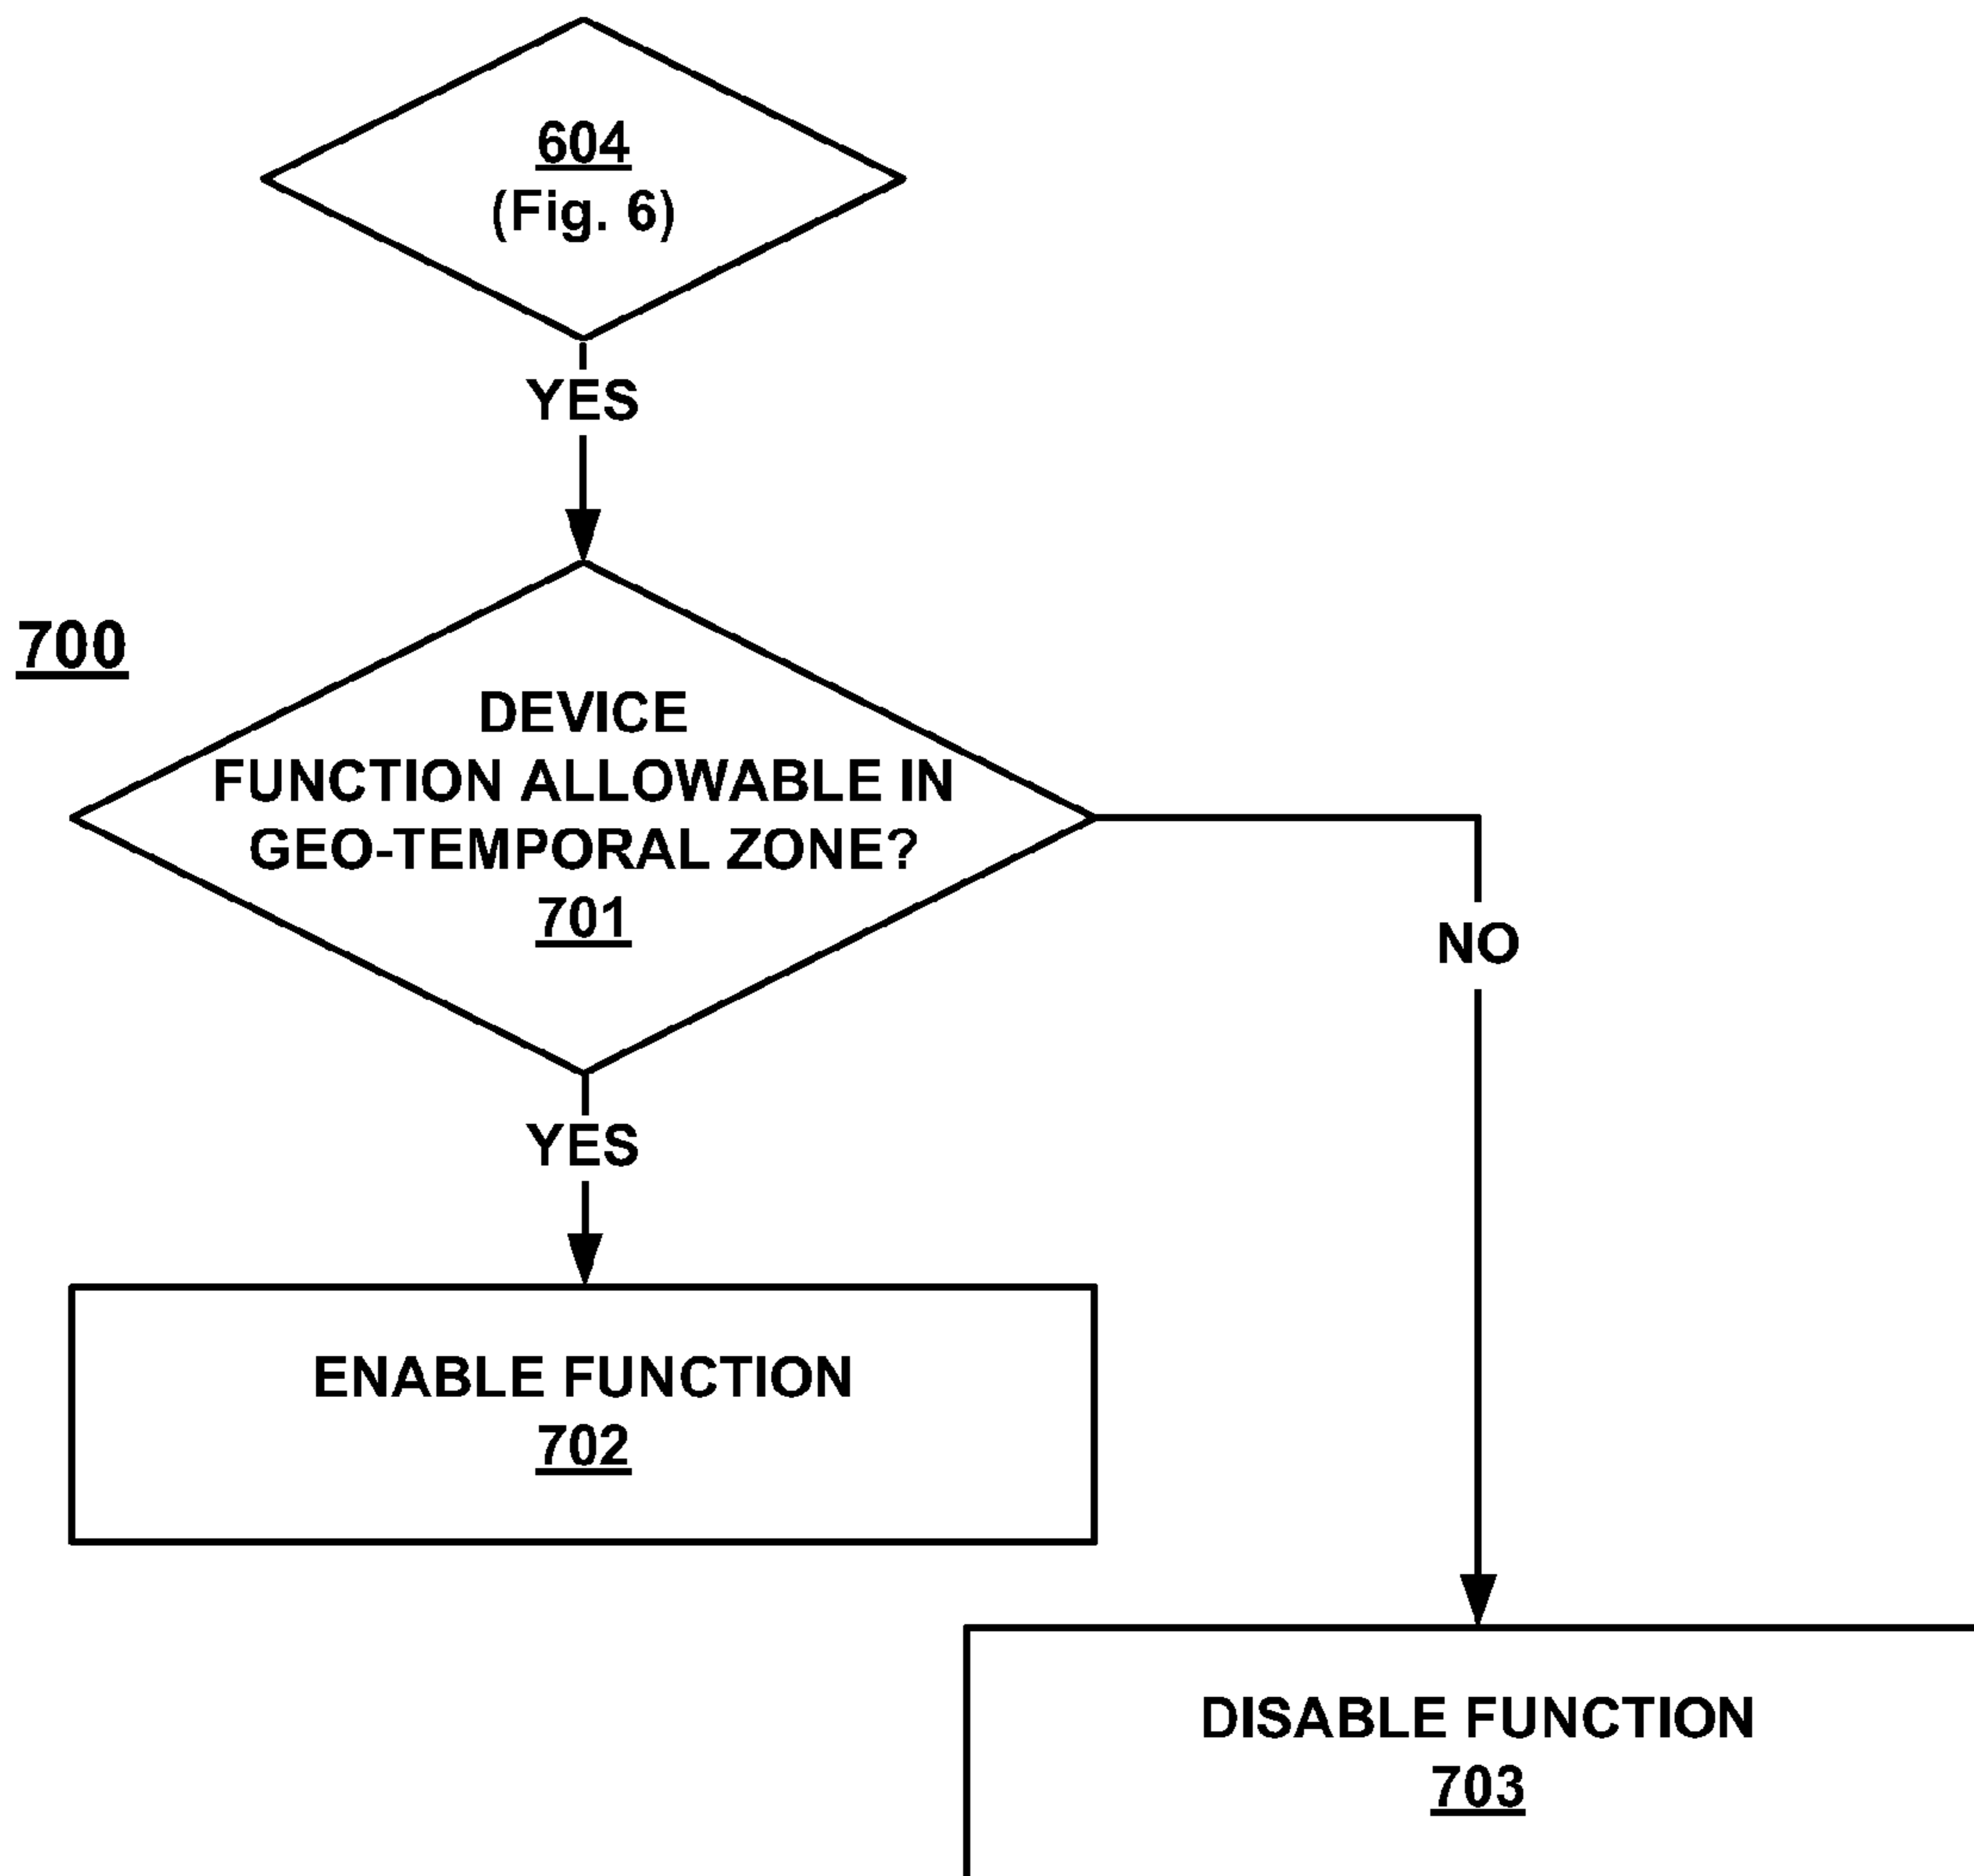 604
(Fig. 6)
YES
700
DEVICE
FUNCTION ALLOWABLE IN
GEO-TEMPORAL ZONE?
701
NO
YES
ENABLE FUNCTION
702
DISABLE FUNCTION
703